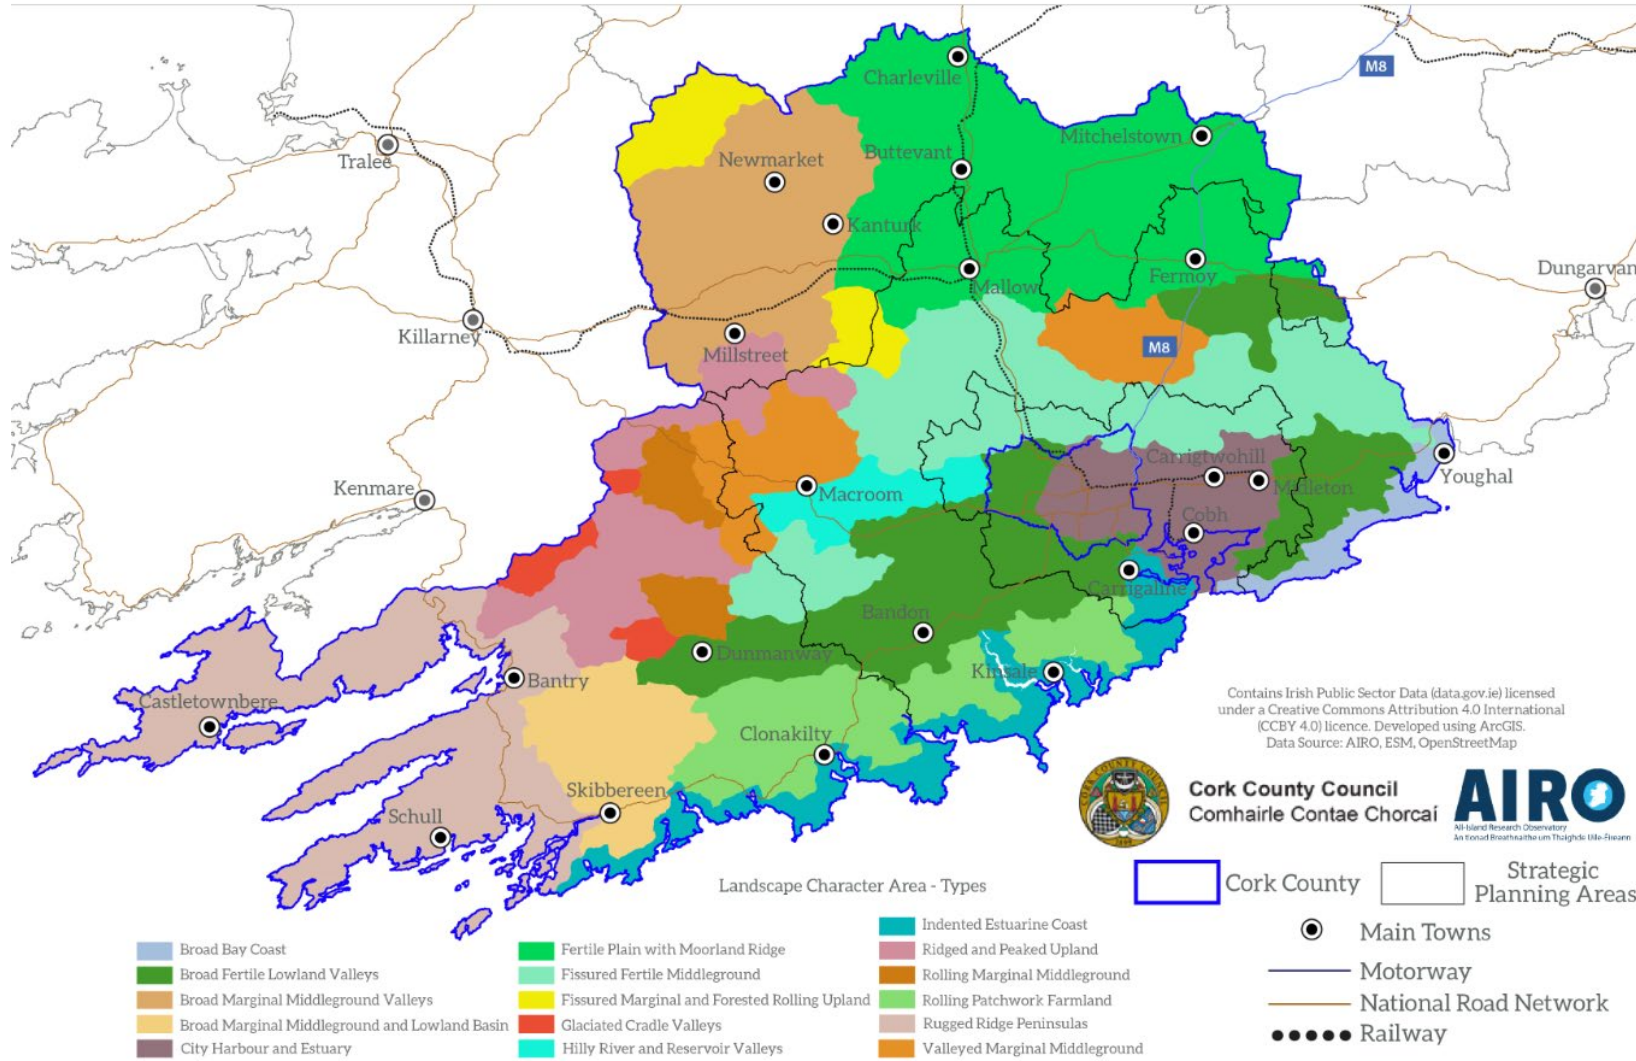 Charleville
M8
Mitchelstown
Tralee
Buttevant
Newmarket
Kanturk
Dungarvan
Fermoy
Mallow
Killarney
Millstreet
M8
Carrigtwohill
Youghal
Kenmare
Macroom
Midleton
Cobh
Carrigaline
Bandon
Dunmanway
Kinsale
Bantry
Castletownbere
Clonakilty
Skibbereen
Schull
Contains Irish Public Sector Data (data.gov.ie) licensed
under a Creative Commons Attribution 4.0 International
(CCBY 4.0) licence. Developed using ArcGIS.
Data Source: AIRO, ESM, OpenStreetMap
Cork County Council
Comhairle Contae Chorcaí
AIRO
All-Island Research Observatory
Cork County
Strategic
Planning Areas
Main Towns
Motorway
National Road Network
Railway
Landscape Character Area - Types
Broad Bay Coast
Broad Fertile Lowland Valleys
Broad Marginal Middleground Valleys
Broad Marginal Middleground and Lowland Basin
City Harbour and Estuary
Fertile Plain with Moorland Ridge
Fissured Fertile Middleground
Fissured Marginal and Forested Rolling Upland
Glaciated Cradle Valleys
Hilly River and Reservoir Valleys
Indented Estuarine Coast
Ridged and Peaked Upland
Rolling Marginal Middleground
Rolling Patchwork Farmland
Rugged Ridge Peninsulas
Valleyed Marginal Middleground